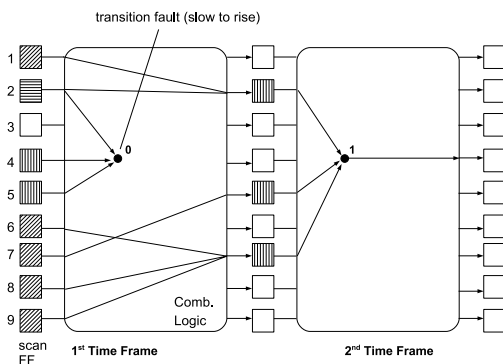 transition fault (slow to rise)
1
2
3
4
5
6
7
8
9
0
1
Comb.
Logic
scan
FF
1st Time Frame
2nd Time Frame